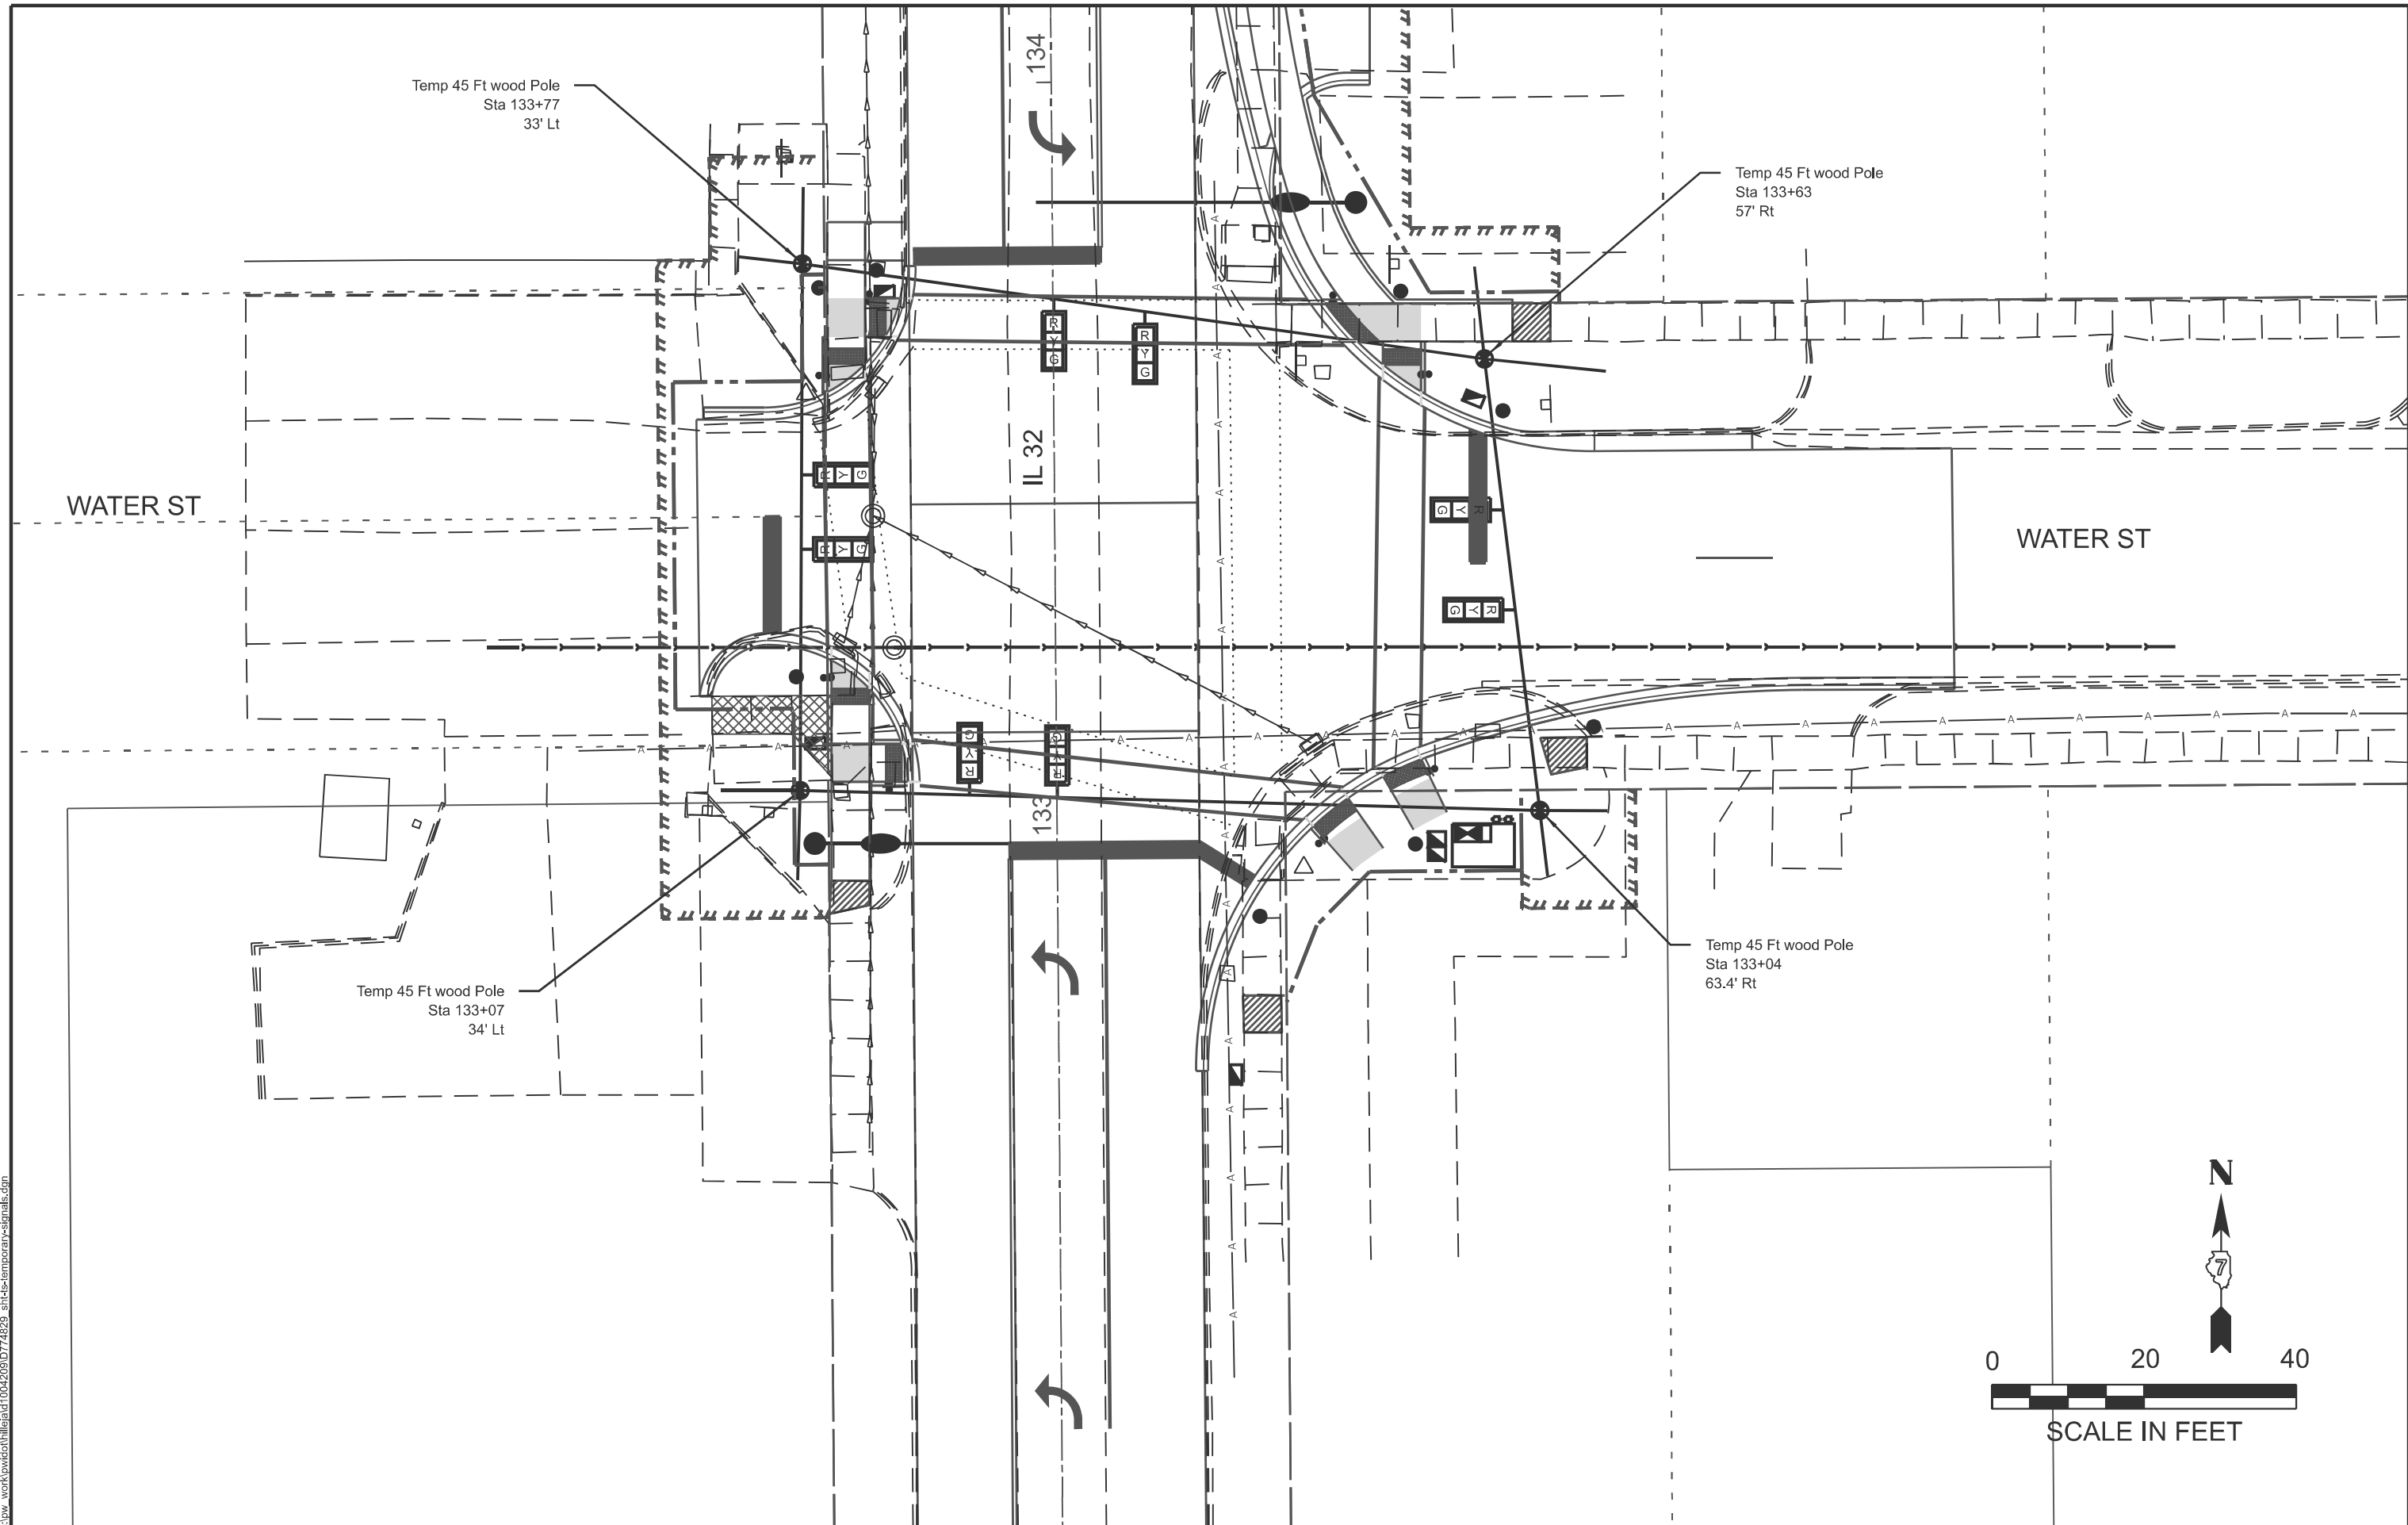 134
Temp 45 Ft wood Pole
Sta 133+77
33' Lt
Temp 45 Ft wood Pole
Sta 133+63
57' Rt
R
Y
G
R
Y
G
IL 32
WATER ST
R Y G
R Y G
G Y R
G Y R
WATER ST
G
Y
R
G
Y
R
A A A A A A A A A A A A A A A A A
133
Temp 45 Ft wood Pole
Sta 133+07
34' Lt
Temp 45 Ft wood Pole
Sta 133+04
63.4' Rt
N
7
0 20 40
SCALE IN FEET